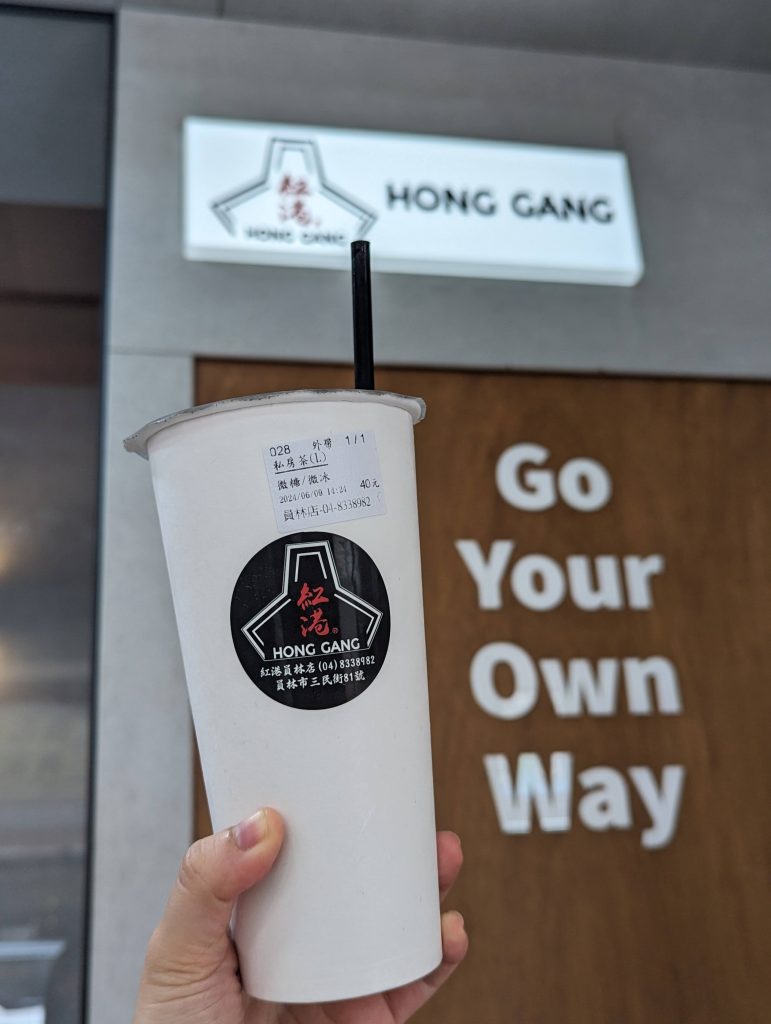 紅
港
HONG GANG
HONG GANG
028 外帶 1/1
私房茶(L)
微糖/微冰
2024/06/09 14:24 40元
員林店-04-8338982
紅
港®
HONG GANG
紅港員林店(04)8338982
員林市三民街81號
Go
Your
Own
Way